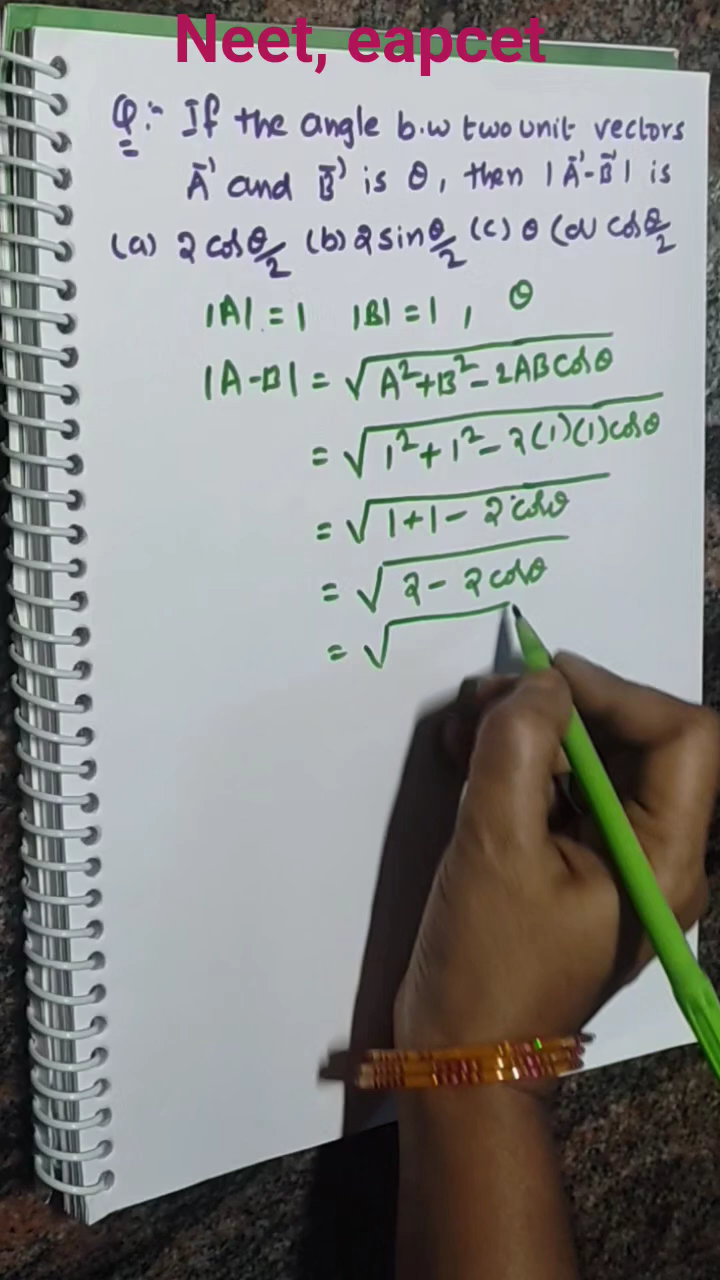 Neet, eapcet
Q:- If the angle b.w two unit vectors
A⃗ and B⃗ is θ, then |A⃗-B⃗| is
(a) 2 cosθ/2 (b) 2 sinθ/2 (c) θ (d) cosθ/2
|A| = 1 |B| = 1 , θ
|A-B| = √A²+B²-2ABcosθ
= √1²+1²-2(1)(1)cosθ
= √1+1-2cosθ
= √2-2cosθ
= √